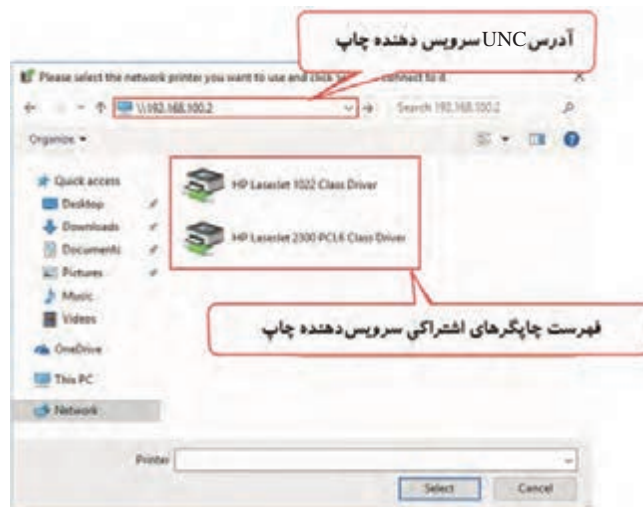 آدرس UNC سرویس دهنده چاپ
Please select the network printer you want to use and click connect to it
\\192.168.100.2
Search 192.168.100.2
Organize
Quick access
HP LaserJet 1022 Class Driver
Desktop
Downloads
HP LaserJet 2300 PCL6 Class Driver
Documents
Pictures
Music
Videos
فهرست چاپگرهای اشتراکی سرویس‌دهنده چاپ
OneDrive
This PC
Network
Printer
Select
Cancel